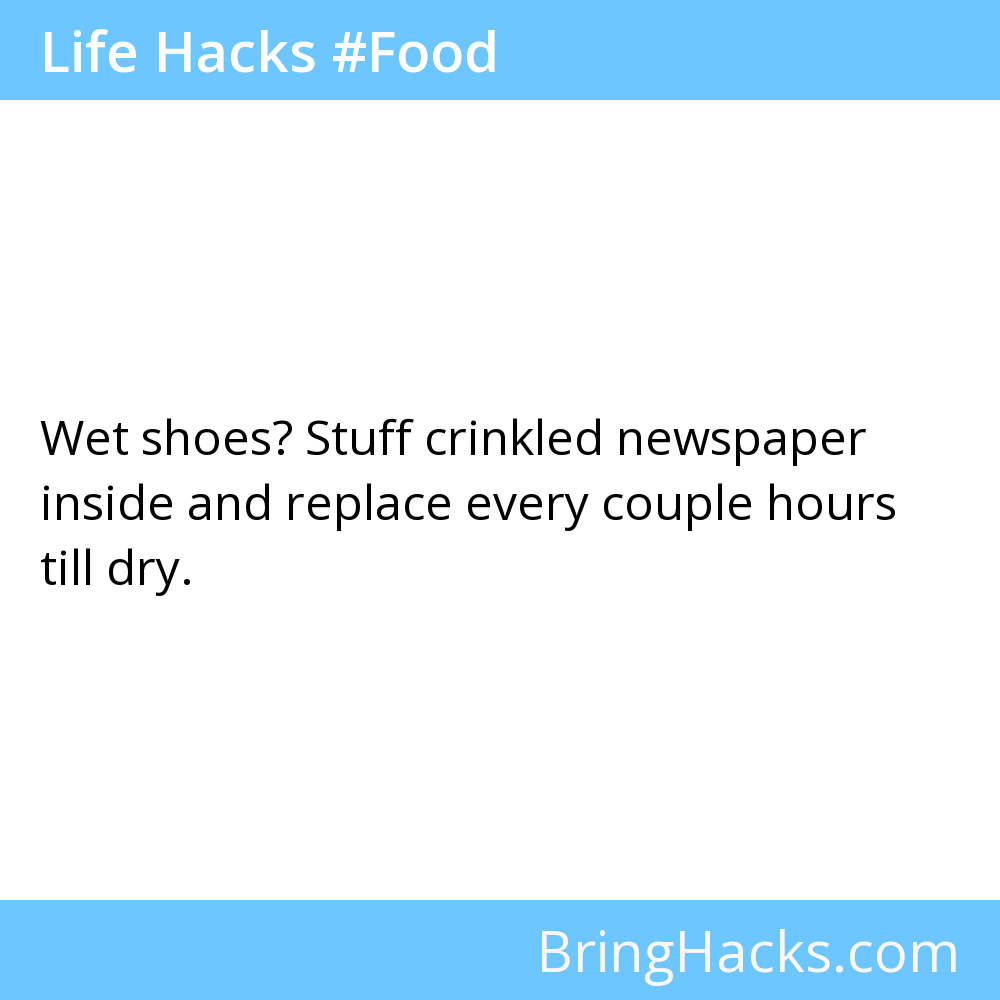 Life Hacks #Food
Wet shoes? Stuff crinkled newspaper
inside and replace every couple hours
till dry.
BringHacks.com